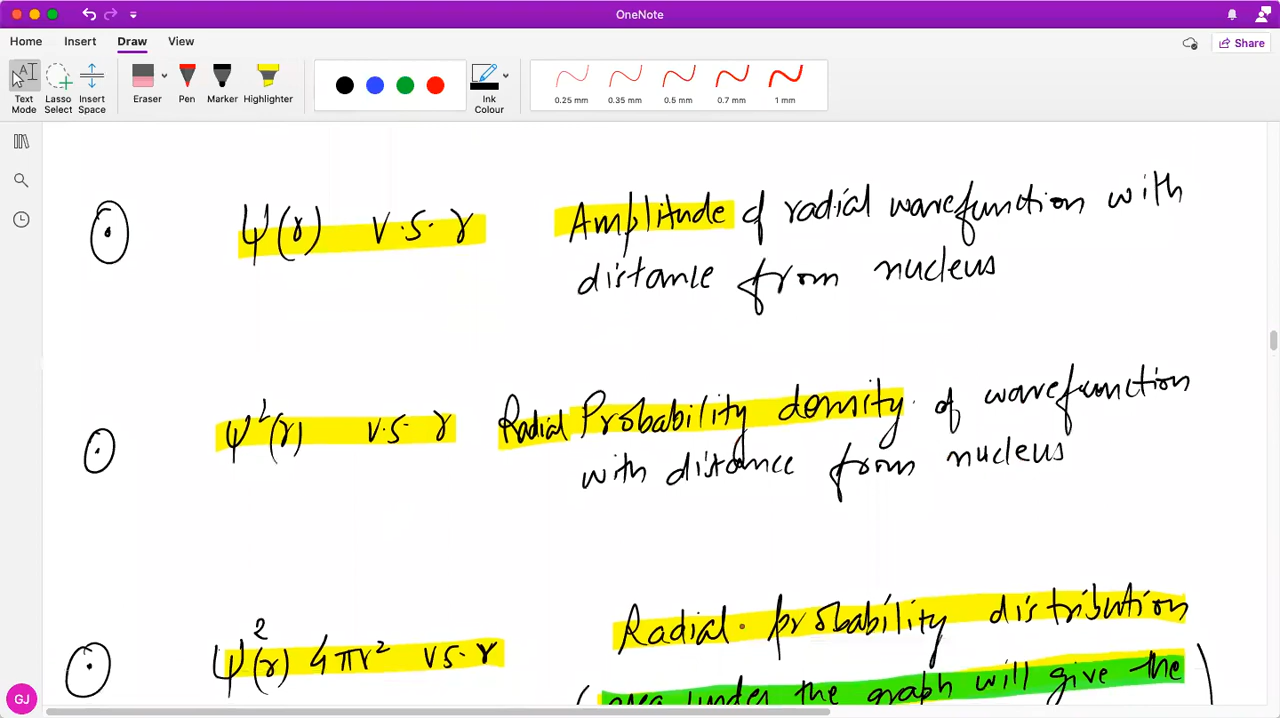 OneNote
Home Insert Draw View
Share
Text Mode
Lasso Select
Insert Space
Eraser
Pen
Marker
Highlighter
Ink Colour
0.25 mm 0.35 mm 0.5 mm 0.7 mm 1 mm
ψ(r) v.s. r Amplitude of radial wavefunction with
distance from nucleus
ψ²(r) v.s. r Radial Probability density of wavefunction
with distance from nucleus
ψ²(r) 4πr² vs. r Radial probability distribution
(area under the graph will give the)
GJ